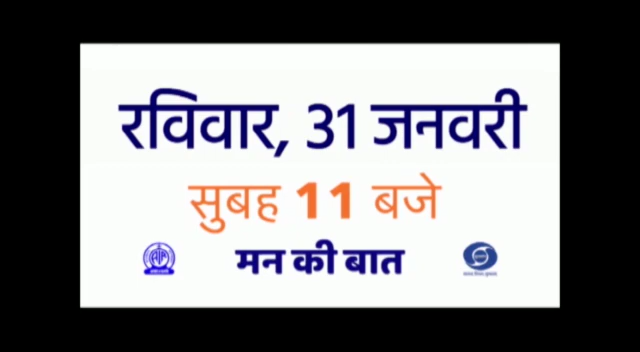 रविवार, 31 जनवरी
सुबह 11 बजे
मन की बात